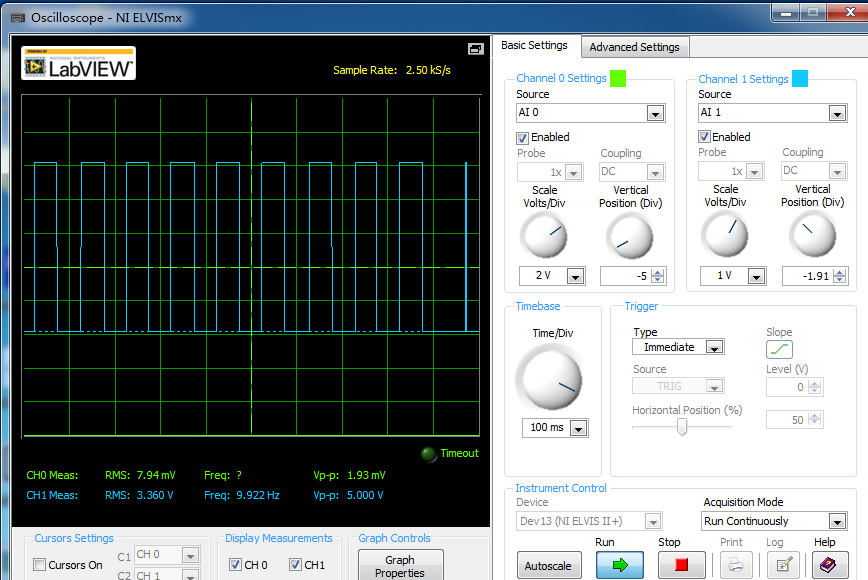 Oscilloscope - NI ELVISmx
POWERED BY
NATIONAL INSTRUMENTS
LabVIEW™
Sample Rate: 2.50 kS/s
Timeout
CH0 Meas: RMS: 7.94 mV Freq: ? Vp-p: 1.93 mV
CH1 Meas: RMS: 3.360 V Freq: 9.922 Hz Vp-p: 5.000 V
Cursors Settings
Cursors On
C1 CH 0
C2 CH 1
Display Measurements
CH 0 CH1
Graph Controls
Graph
Properties
Basic Settings Advanced Settings
Channel 0 Settings
Source
AI 0
Enabled
Probe Coupling
1x DC
Scale Vertical
Volts/Div Position (Div)
2 V -5
Channel 1 Settings
Source
AI 1
Enabled
Probe Coupling
1x DC
Scale Vertical
Volts/Div Position (Div)
1 V -1.91
Timebase
Time/Div
100 ms
Trigger
Type Slope
Immediate
Source Level (V)
TRIG 0
Horizontal Position (%)
50
Instrument Control
Device Acquisition Mode
Dev13 (NI ELVIS II+) Run Continuously
Run Stop Print Log Help
Autoscale